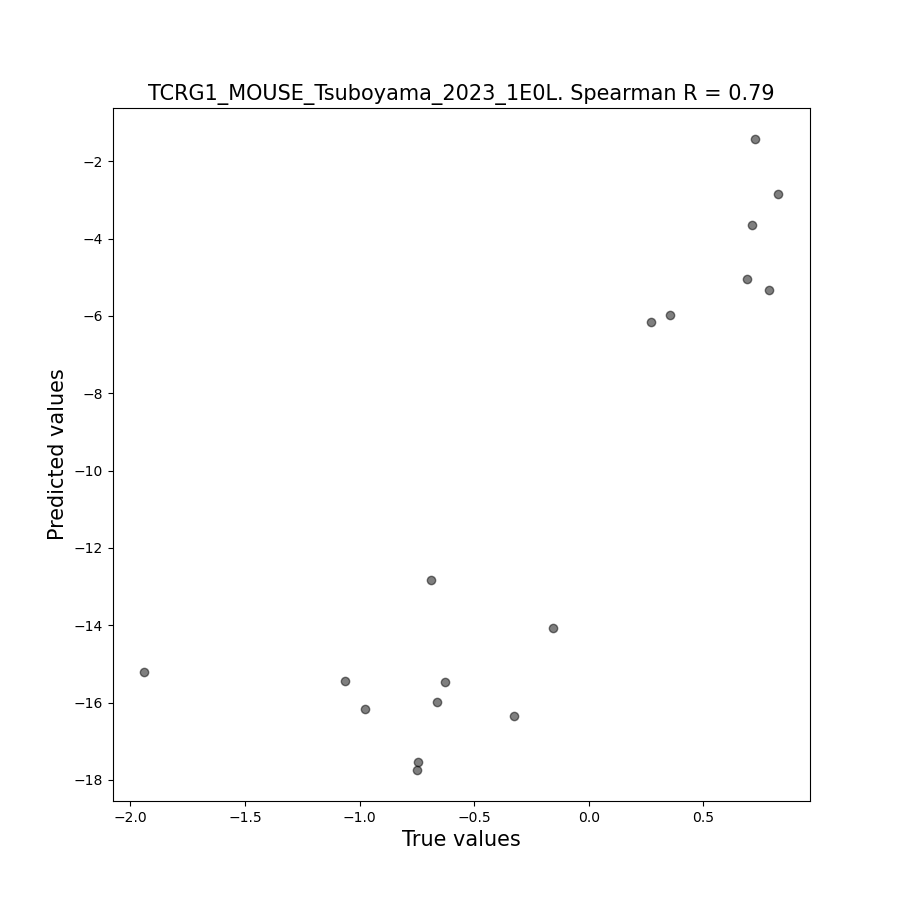 TCRG1_MOUSE_Tsuboyama_2023_1E0L. Spearman R = 0.79
−2
−4
−6
−8
−10
−12
−14
−16
−18
Predicted values
−2.0 −1.5 −1.0 −0.5 0.0 0.5
True values